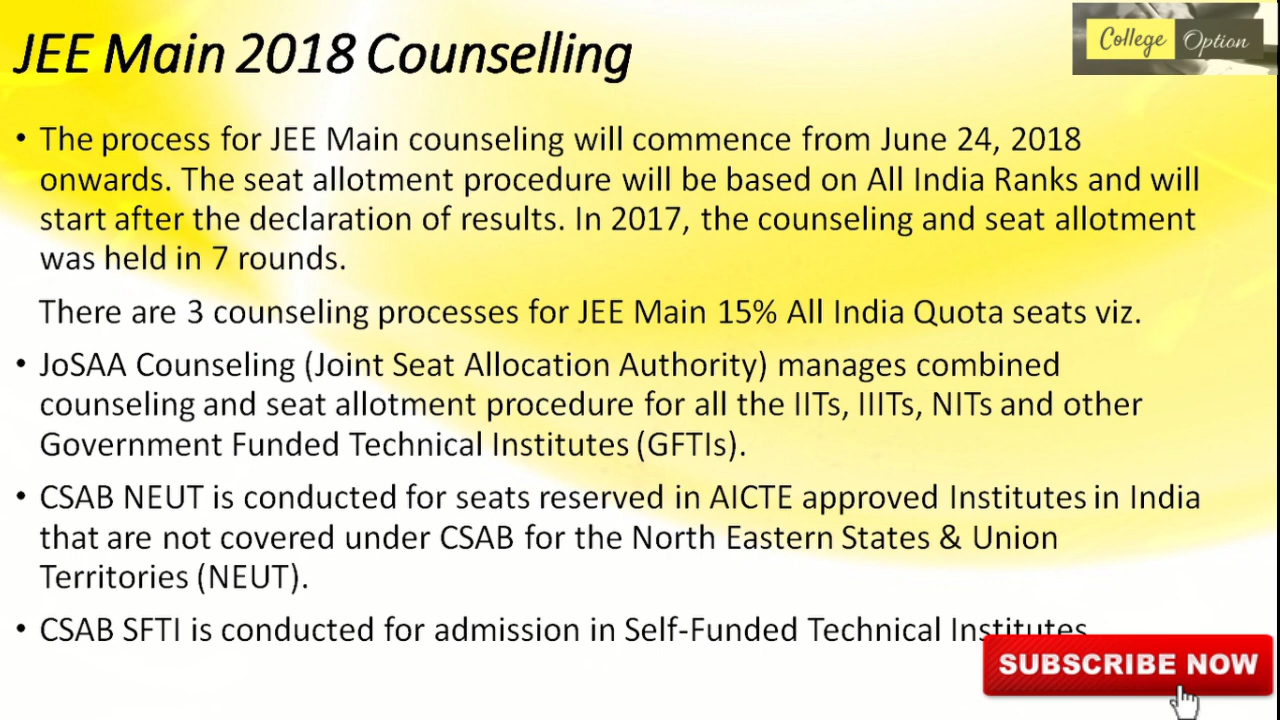 JEE Main 2018 Counselling
College Option
• The process for JEE Main counseling will commence from June 24, 2018
onwards. The seat allotment procedure will be based on All India Ranks and will
start after the declaration of results. In 2017, the counseling and seat allotment
was held in 7 rounds.
There are 3 counseling processes for JEE Main 15% All India Quota seats viz.
• JoSAA Counseling (Joint Seat Allocation Authority) manages combined
counseling and seat allotment procedure for all the IITs, IIITs, NITs and other
Government Funded Technical Institutes (GFTIs).
• CSAB NEUT is conducted for seats reserved in AICTE approved Institutes in India
that are not covered under CSAB for the North Eastern States & Union
Territories (NEUT).
• CSAB SFTI is conducted for admission in Self-Funded Technical Institutes
SUBSCRIBE NOW